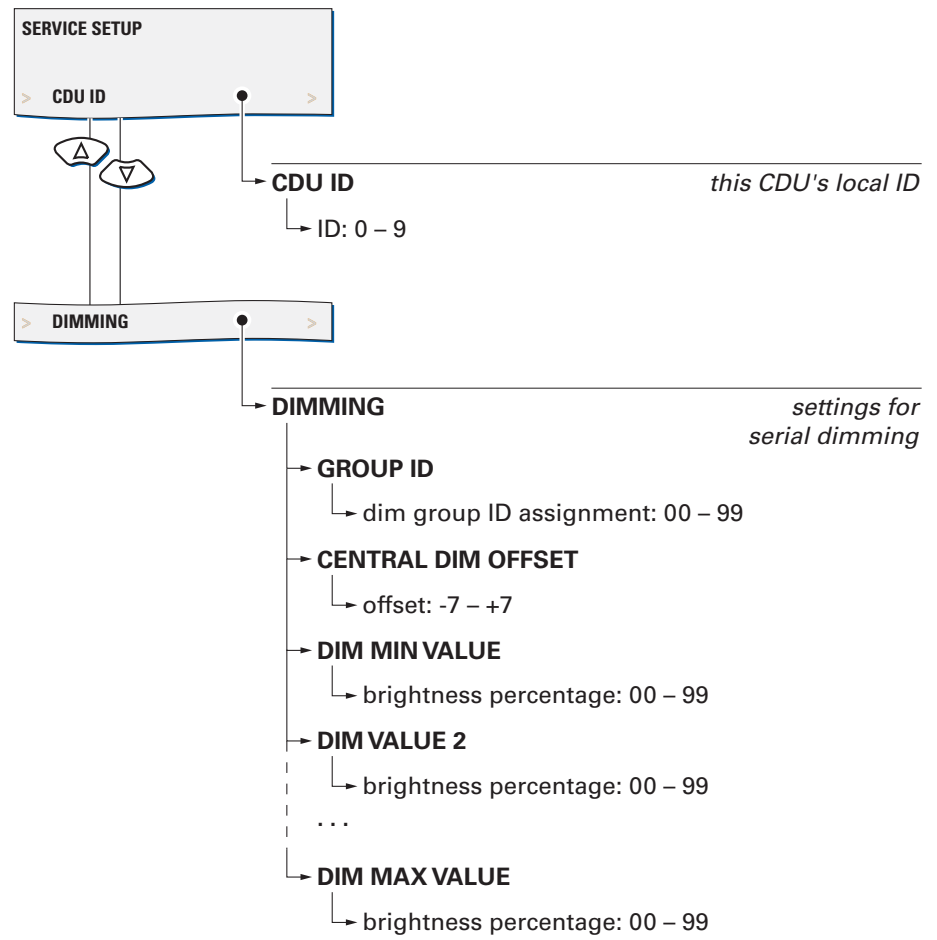 SERVICE SETUP
> CDU ID >
CDU ID this CDU's local ID
ID: 0 – 9
> DIMMING >
DIMMING settings for
serial dimming
GROUP ID
dim group ID assignment: 00 – 99
CENTRAL DIM OFFSET
offset: -7 – +7
DIM MIN VALUE
brightness percentage: 00 – 99
DIM VALUE 2
brightness percentage: 00 – 99
. . .
DIM MAX VALUE
brightness percentage: 00 – 99